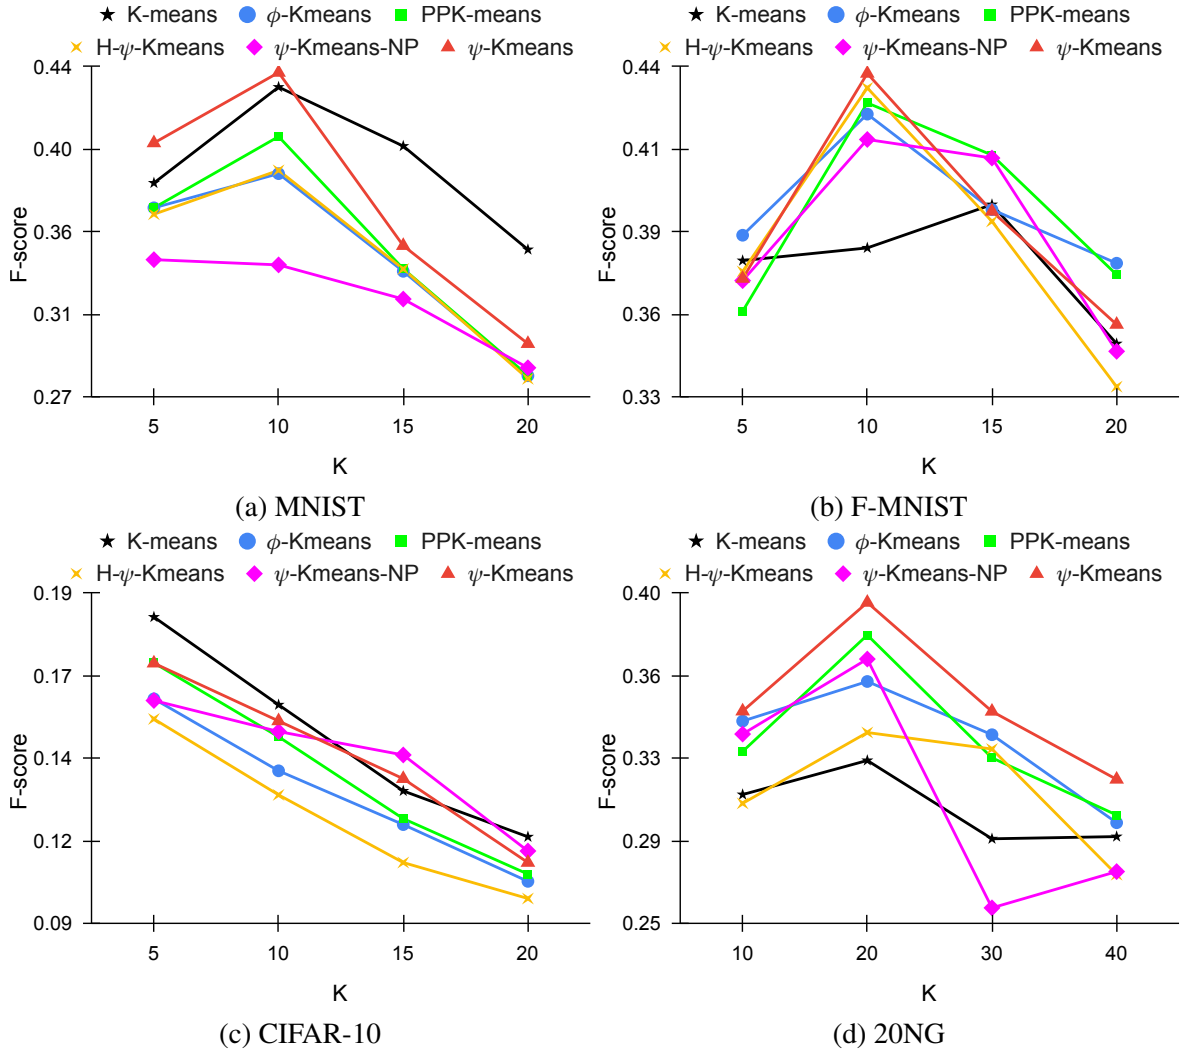 K-means ϕ-Kmeans PPK-means
H-ψ-Kmeans ψ-Kmeans-NP ψ-Kmeans
0.44
0.40
0.36
0.31
0.27
F-score
5 10 15 20
K
(a) MNIST
K-means ϕ-Kmeans PPK-means
H-ψ-Kmeans ψ-Kmeans-NP ψ-Kmeans
0.44
0.41
0.39
0.36
0.33
F-score
5 10 15 20
K
(b) F-MNIST
K-means ϕ-Kmeans PPK-means
H-ψ-Kmeans ψ-Kmeans-NP ψ-Kmeans
0.19
0.17
0.14
0.12
0.09
F-score
5 10 15 20
K
(c) CIFAR-10
K-means ϕ-Kmeans PPK-means
H-ψ-Kmeans ψ-Kmeans-NP ψ-Kmeans
0.40
0.36
0.33
0.29
0.25
F-score
10 20 30 40
K
(d) 20NG